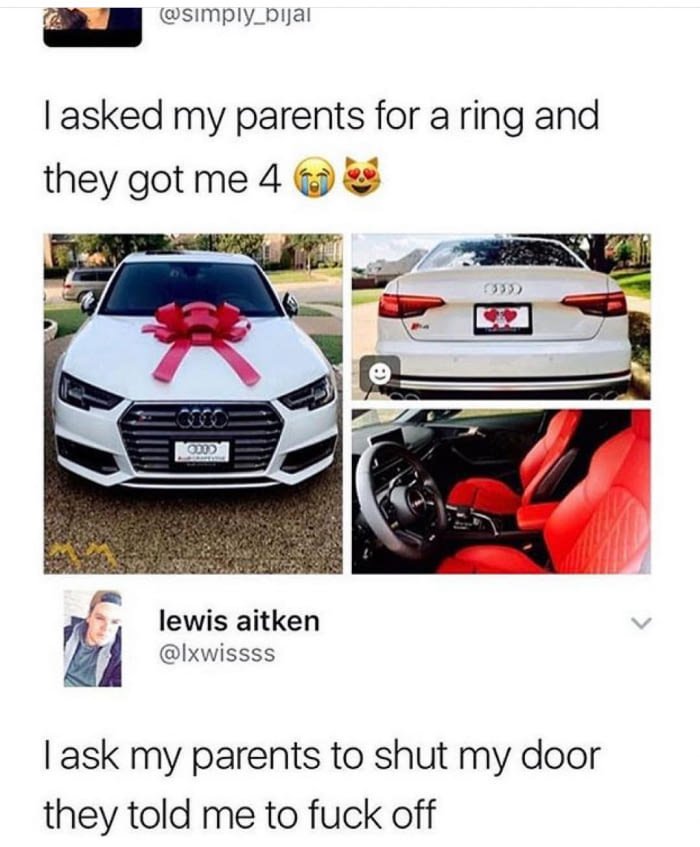 @simply_bijal
I asked my parents for a ring and
they got me 4 😭😻
lewis aitken
@lxwissss
I ask my parents to shut my door
they told me to fuck off